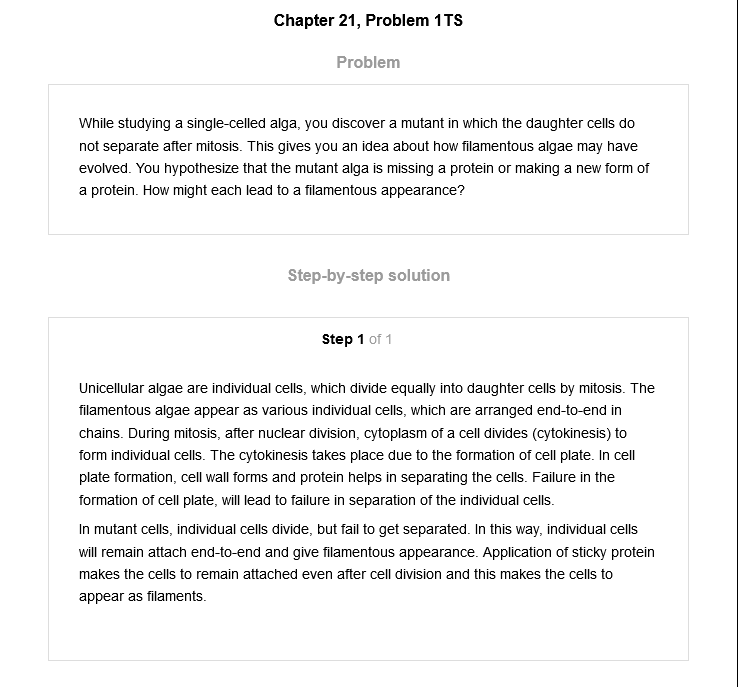 Chapter 21, Problem 1TS
Problem
While studying a single-celled alga, you discover a mutant in which the daughter cells do
not separate after mitosis. This gives you an idea about how filamentous algae may have
evolved. You hypothesize that the mutant alga is missing a protein or making a new form of
a protein. How might each lead to a filamentous appearance?
Step-by-step solution
Step 1 of 1
Unicellular algae are individual cells, which divide equally into daughter cells by mitosis. The
filamentous algae appear as various individual cells, which are arranged end-to-end in
chains. During mitosis, after nuclear division, cytoplasm of a cell divides (cytokinesis) to
form individual cells. The cytokinesis takes place due to the formation of cell plate. In cell
plate formation, cell wall forms and protein helps in separating the cells. Failure in the
formation of cell plate, will lead to failure in separation of the individual cells.
In mutant cells, individual cells divide, but fail to get separated. In this way, individual cells
will remain attach end-to-end and give filamentous appearance. Application of sticky protein
makes the cells to remain attached even after cell division and this makes the cells to
appear as filaments.